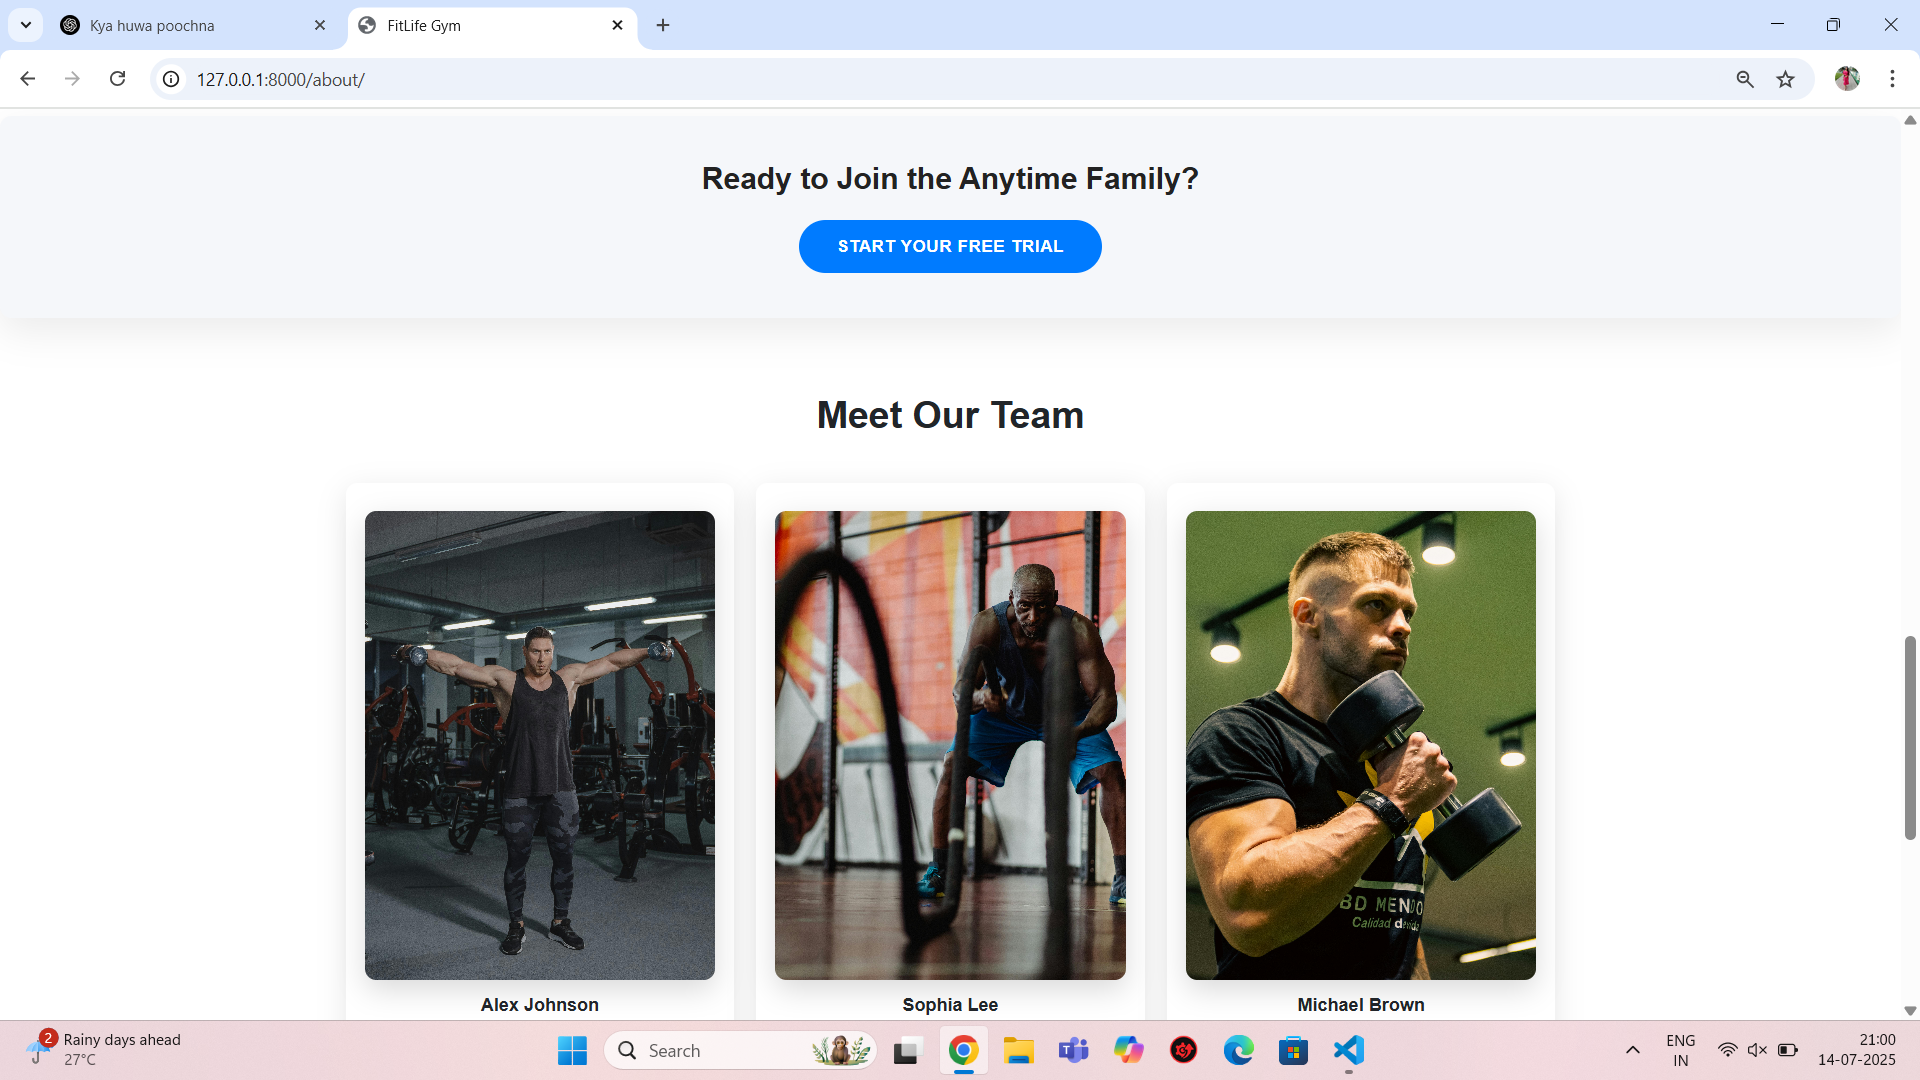 Kya huwa poochna
FitLife Gym
127.0.0.1:8000/about/
Ready to Join the Anytime Family?
START YOUR FREE TRIAL
Meet Our Team
BD MENDO
Calidad de vida
Alex Johnson
Sophia Lee
Michael Brown
2
Rainy days ahead
27°C
Search
ENG
IN
21:00
14-07-2025